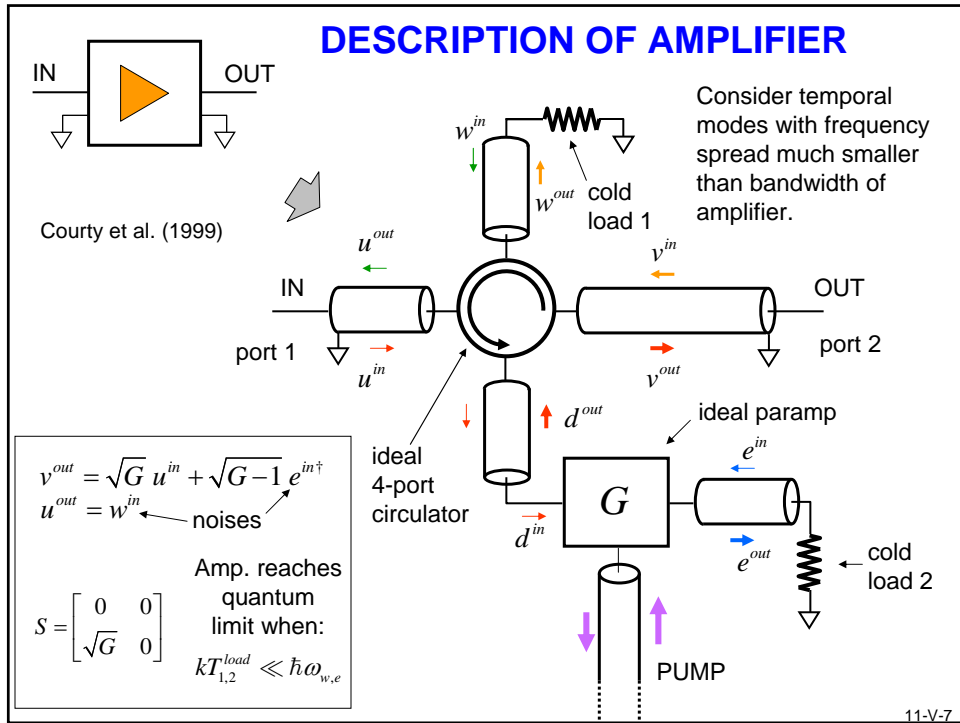 DESCRIPTION OF AMPLIFIER
IN
OUT
Courty et al. (1999)
Consider temporal
modes with frequency
spread much smaller
than bandwidth of
amplifier.
w^{in}
w^{out}
cold
load 1
u^{out}
v^{in}
IN
OUT
port 1
port 2
u^{in}
v^{out}
d^{out}
ideal paramp
ideal
4-port
circulator
e^{in}
G
d^{in}
e^{out}
cold
load 2
PUMP
v^{out} = √G u^{in} + √G−1 e^{in†}
u^{out} = w^{in}
noises
S = [0 0
√G 0]
Amp. reaches
quantum
limit when:
kT_{1,2}^{load} ≪ ħω_{w,e}
11-V-7